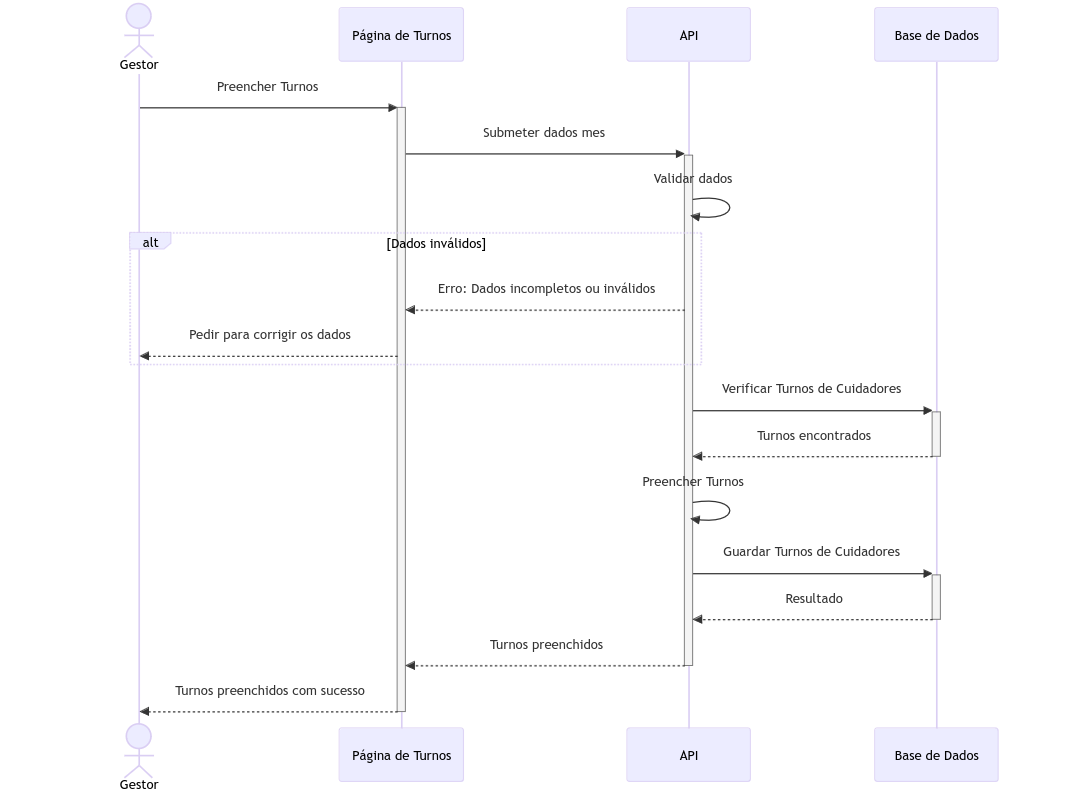 Gestor
Página de Turnos
API
Base de Dados
Preencher Turnos
Submeter dados mes
Validar dados
alt
[Dados inválidos]
Erro: Dados incompletos ou inválidos
Pedir para corrigir os dados
Verificar Turnos de Cuidadores
Turnos encontrados
Preencher Turnos
Guardar Turnos de Cuidadores
Resultado
Turnos preenchidos
Turnos preenchidos com sucesso
Gestor
Página de Turnos
API
Base de Dados